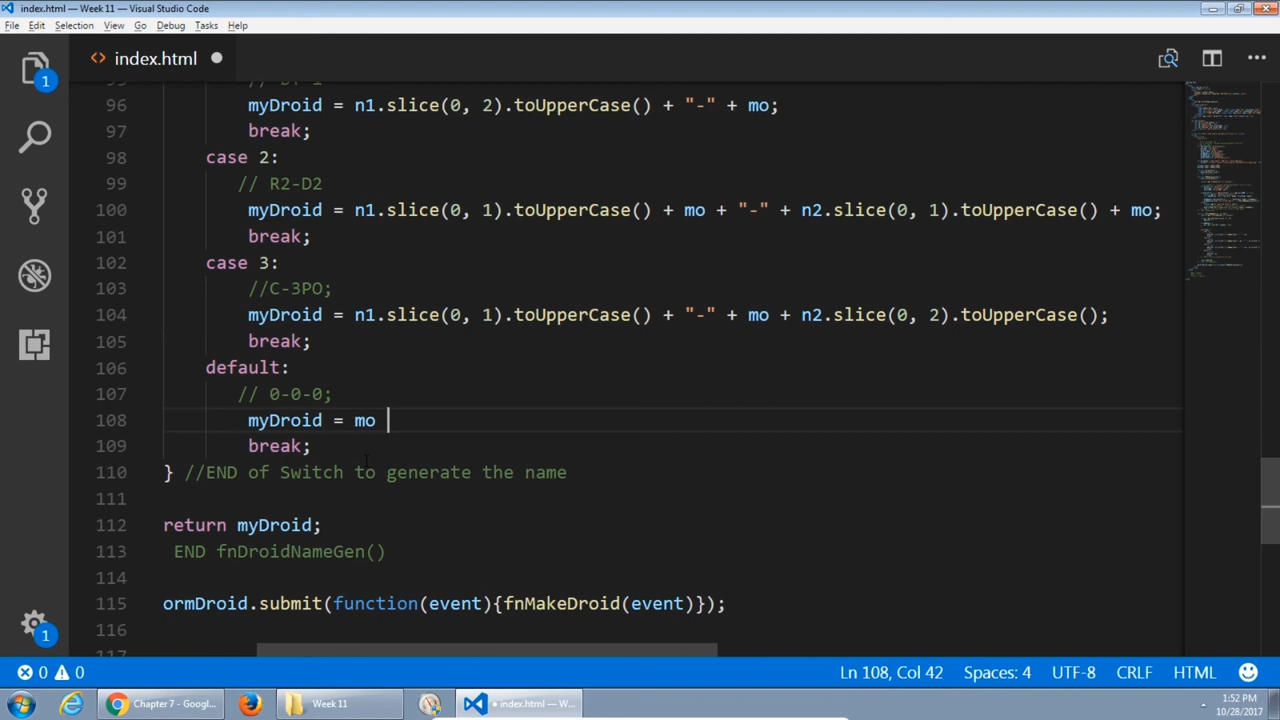 index.html — Week 11 — Visual Studio Code
File Edit Selection View Go Debug Tasks Help
1
<> index.html
96 myDroid = n1.slice(0, 2).toUpperCase() + "-" + mo;
97 break;
98 case 2:
99 // R2-D2
100 myDroid = n1.slice(0, 1).toUpperCase() + mo + "-" + n2.slice(0, 1).toUpperCase() + mo;
101 break;
102 case 3:
103 //C-3PO;
104 myDroid = n1.slice(0, 1).toUpperCase() + "-" + mo + n2.slice(0, 2).toUpperCase();
105 break;
106 default:
107 // 0-0-0;
108 myDroid = mo
109 break;
110 } //END of Switch to generate the name
111
112 return myDroid;
113 END fnDroidNameGen()
114
115 ormDroid.submit(function(event){fnMakeDroid(event)});
116
1
0 0 Ln 108, Col 42 Spaces: 4 UTF-8 CRLF HTML
Chapter 7 - Googl... Week 11 index.html — W... 1:52 PM
10/28/2017